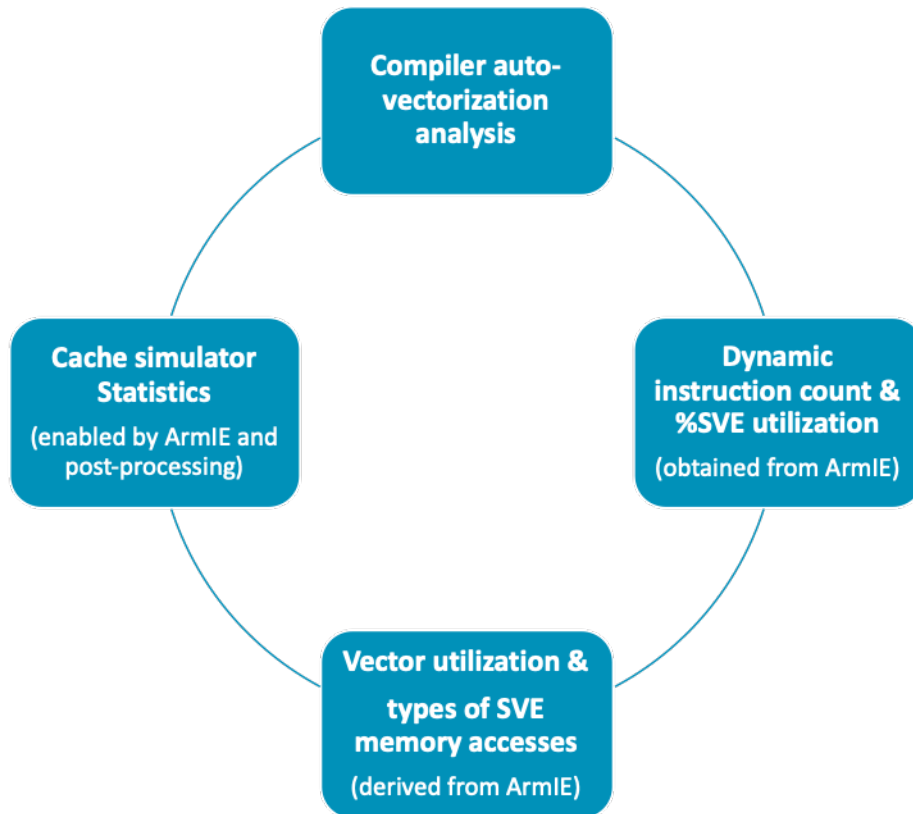 Compiler auto-
vectorization
analysis
Cache simulator
Statistics
(enabled by ArmIE and
post-processing)
Dynamic
instruction count &
%SVE utilization
(obtained from ArmIE)
Vector utilization &
types of SVE
memory accesses
(derived from ArmIE)